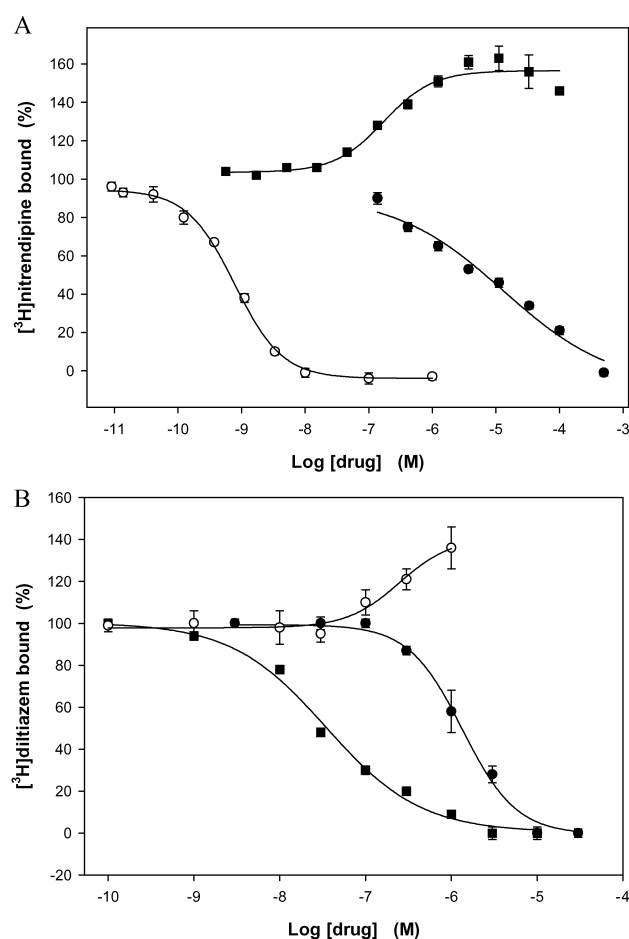 A
160
140
120
100
80
60
40
20
0
[³H]nitrendipine bound (%)
-11 -10 -9 -8 -7 -6 -5 -4 -3
Log [drug] (M)
B
160
140
120
100
80
60
40
20
0
-20
[³H]diltiazem bound (%)
-10 -9 -8 -7 -6 -5 -4
Log [drug] (M)